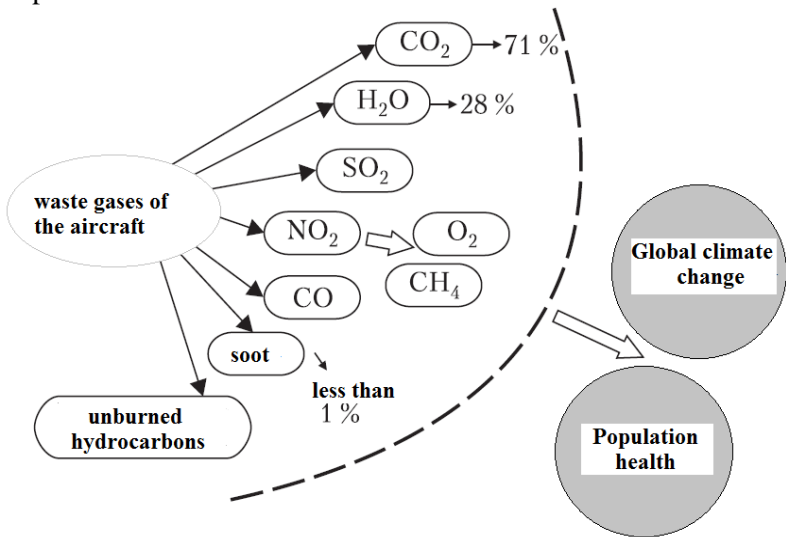 CO₂ 71 %
H₂O 28 %
SO₂
waste gases of
the aircraft
NO₂ O₂
CH₄
CO
soot
less than
1 %
unburned
hydrocarbons
Global climate
change
Population
health